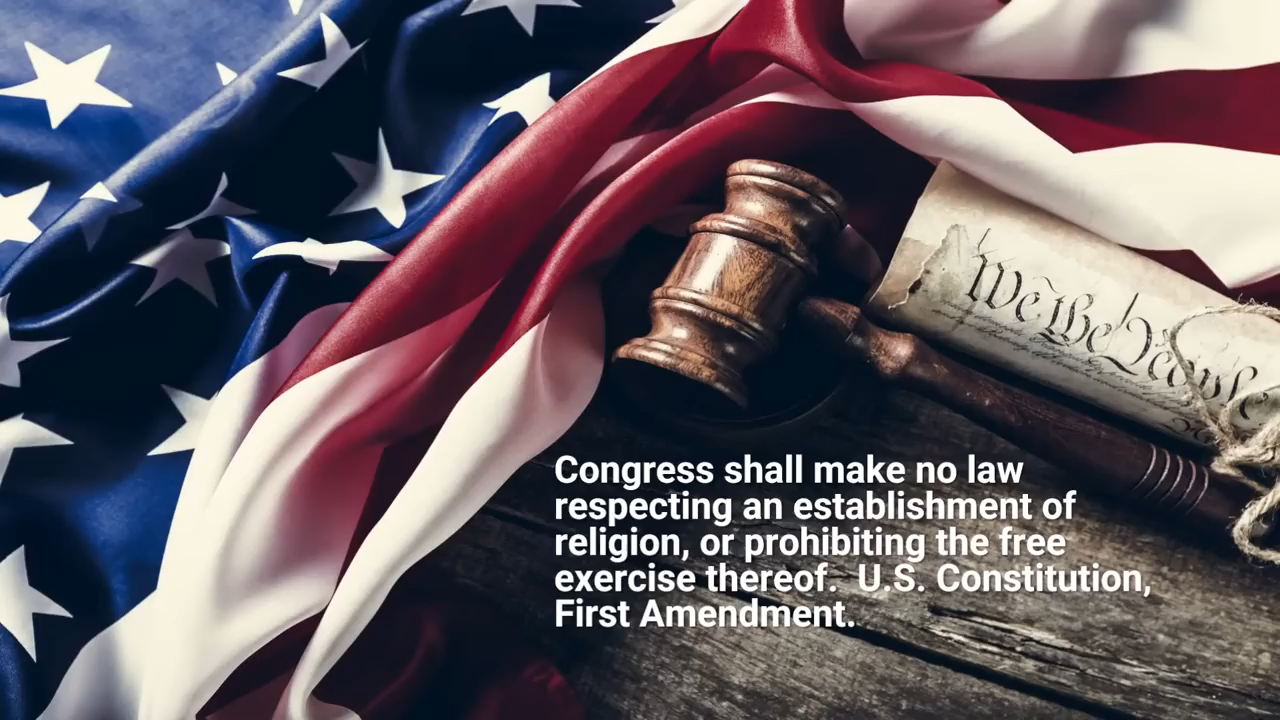 We the People
Congress shall make no law
respecting an establishment of
religion, or prohibiting the free
exercise thereof.  U.S. Constitution,
First Amendment.